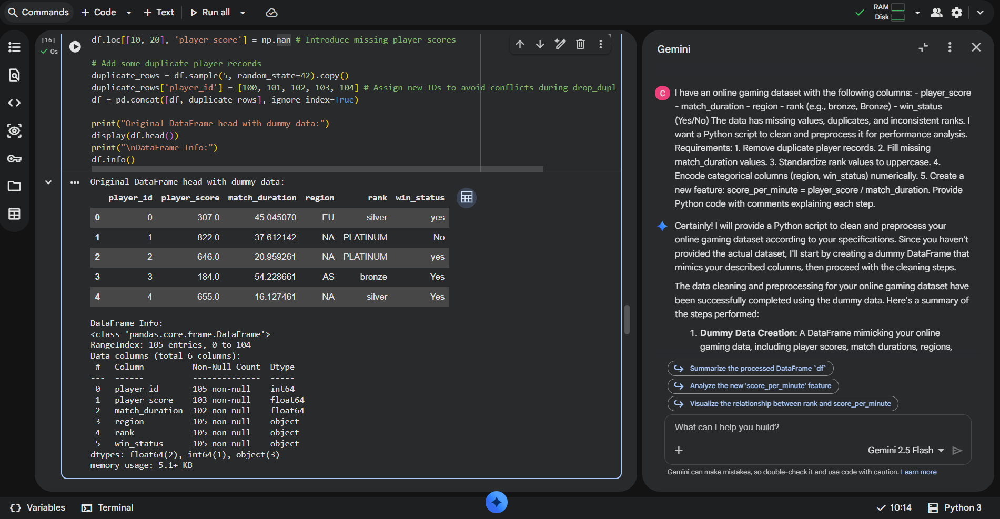 Commands
+ Code
+ Text
Run all
RAM
Disk
[16]
0s
df.loc[[10, 20], 'player_score'] = np.nan # Introduce missing player scores
# Add some duplicate player records
duplicate_rows = df.sample(5, random_state=42).copy()
duplicate_rows['player_id'] = [100, 101, 102, 103, 104] # Assign new IDs to avoid conflicts during drop_dupl
df = pd.concat([df, duplicate_rows], ignore_index=True)
print("Original DataFrame head with dummy data:")
display(df.head())
print("\nDataFrame Info:")
df.info()
Original DataFrame head with dummy data:
player_id player_score match_duration region rank win_status
0 0 307.0 45.045070 EU silver yes
1 1 822.0 37.612142 NA PLATINUM No
2 2 646.0 20.959261 NA PLATINUM yes
3 3 184.0 54.228661 AS bronze Yes
4 4 655.0 16.127461 NA silver Yes
DataFrame Info:
<class 'pandas.core.frame.DataFrame'>
RangeIndex: 105 entries, 0 to 104
Data columns (total 6 columns):
# Column Non-Null Count Dtype
--- ------ -------------- -----
0 player_id 105 non-null int64
1 player_score 103 non-null float64
2 match_duration 102 non-null float64
3 region 105 non-null object
4 rank 105 non-null object
5 win_status 105 non-null object
dtypes: float64(2), int64(1), object(3)
memory usage: 5.1+ KB
Gemini
C
I have an online gaming dataset with the following columns: - player_score
- match_duration - region - rank (e.g., bronze, Bronze) - win_status
(Yes/No) The data has missing values, duplicates, and inconsistent ranks. I
want a Python script to clean and preprocess it for performance analysis.
Requirements: 1. Remove duplicate player records. 2. Fill missing
match_duration values. 3. Standardize rank values to uppercase. 4.
Encode categorical columns (region, win_status) numerically. 5. Create a
new feature: score_per_minute = player_score / match_duration. Provide
Python code with comments explaining each step.
Certainly! I will provide a Python script to clean and preprocess your
online gaming dataset according to your specifications. Since you haven't
provided the actual dataset, I'll start by creating a dummy DataFrame that
mimics your described columns, then proceed with the cleaning steps.
The data cleaning and preprocessing for your online gaming dataset have
been successfully completed using the dummy data. Here's a summary of
the steps performed:
1. Dummy Data Creation: A DataFrame mimicking your online
gaming data, including player scores, match durations, regions,
Summarize the processed DataFrame `df`
Analyze the new 'score_per_minute' feature
Visualize the relationship between rank and score_per_minute
What can I help you build?
+
Gemini 2.5 Flash
Gemini can make mistakes, so double-check it and use code with caution. Learn more
{} Variables
Terminal
10:14
Python 3